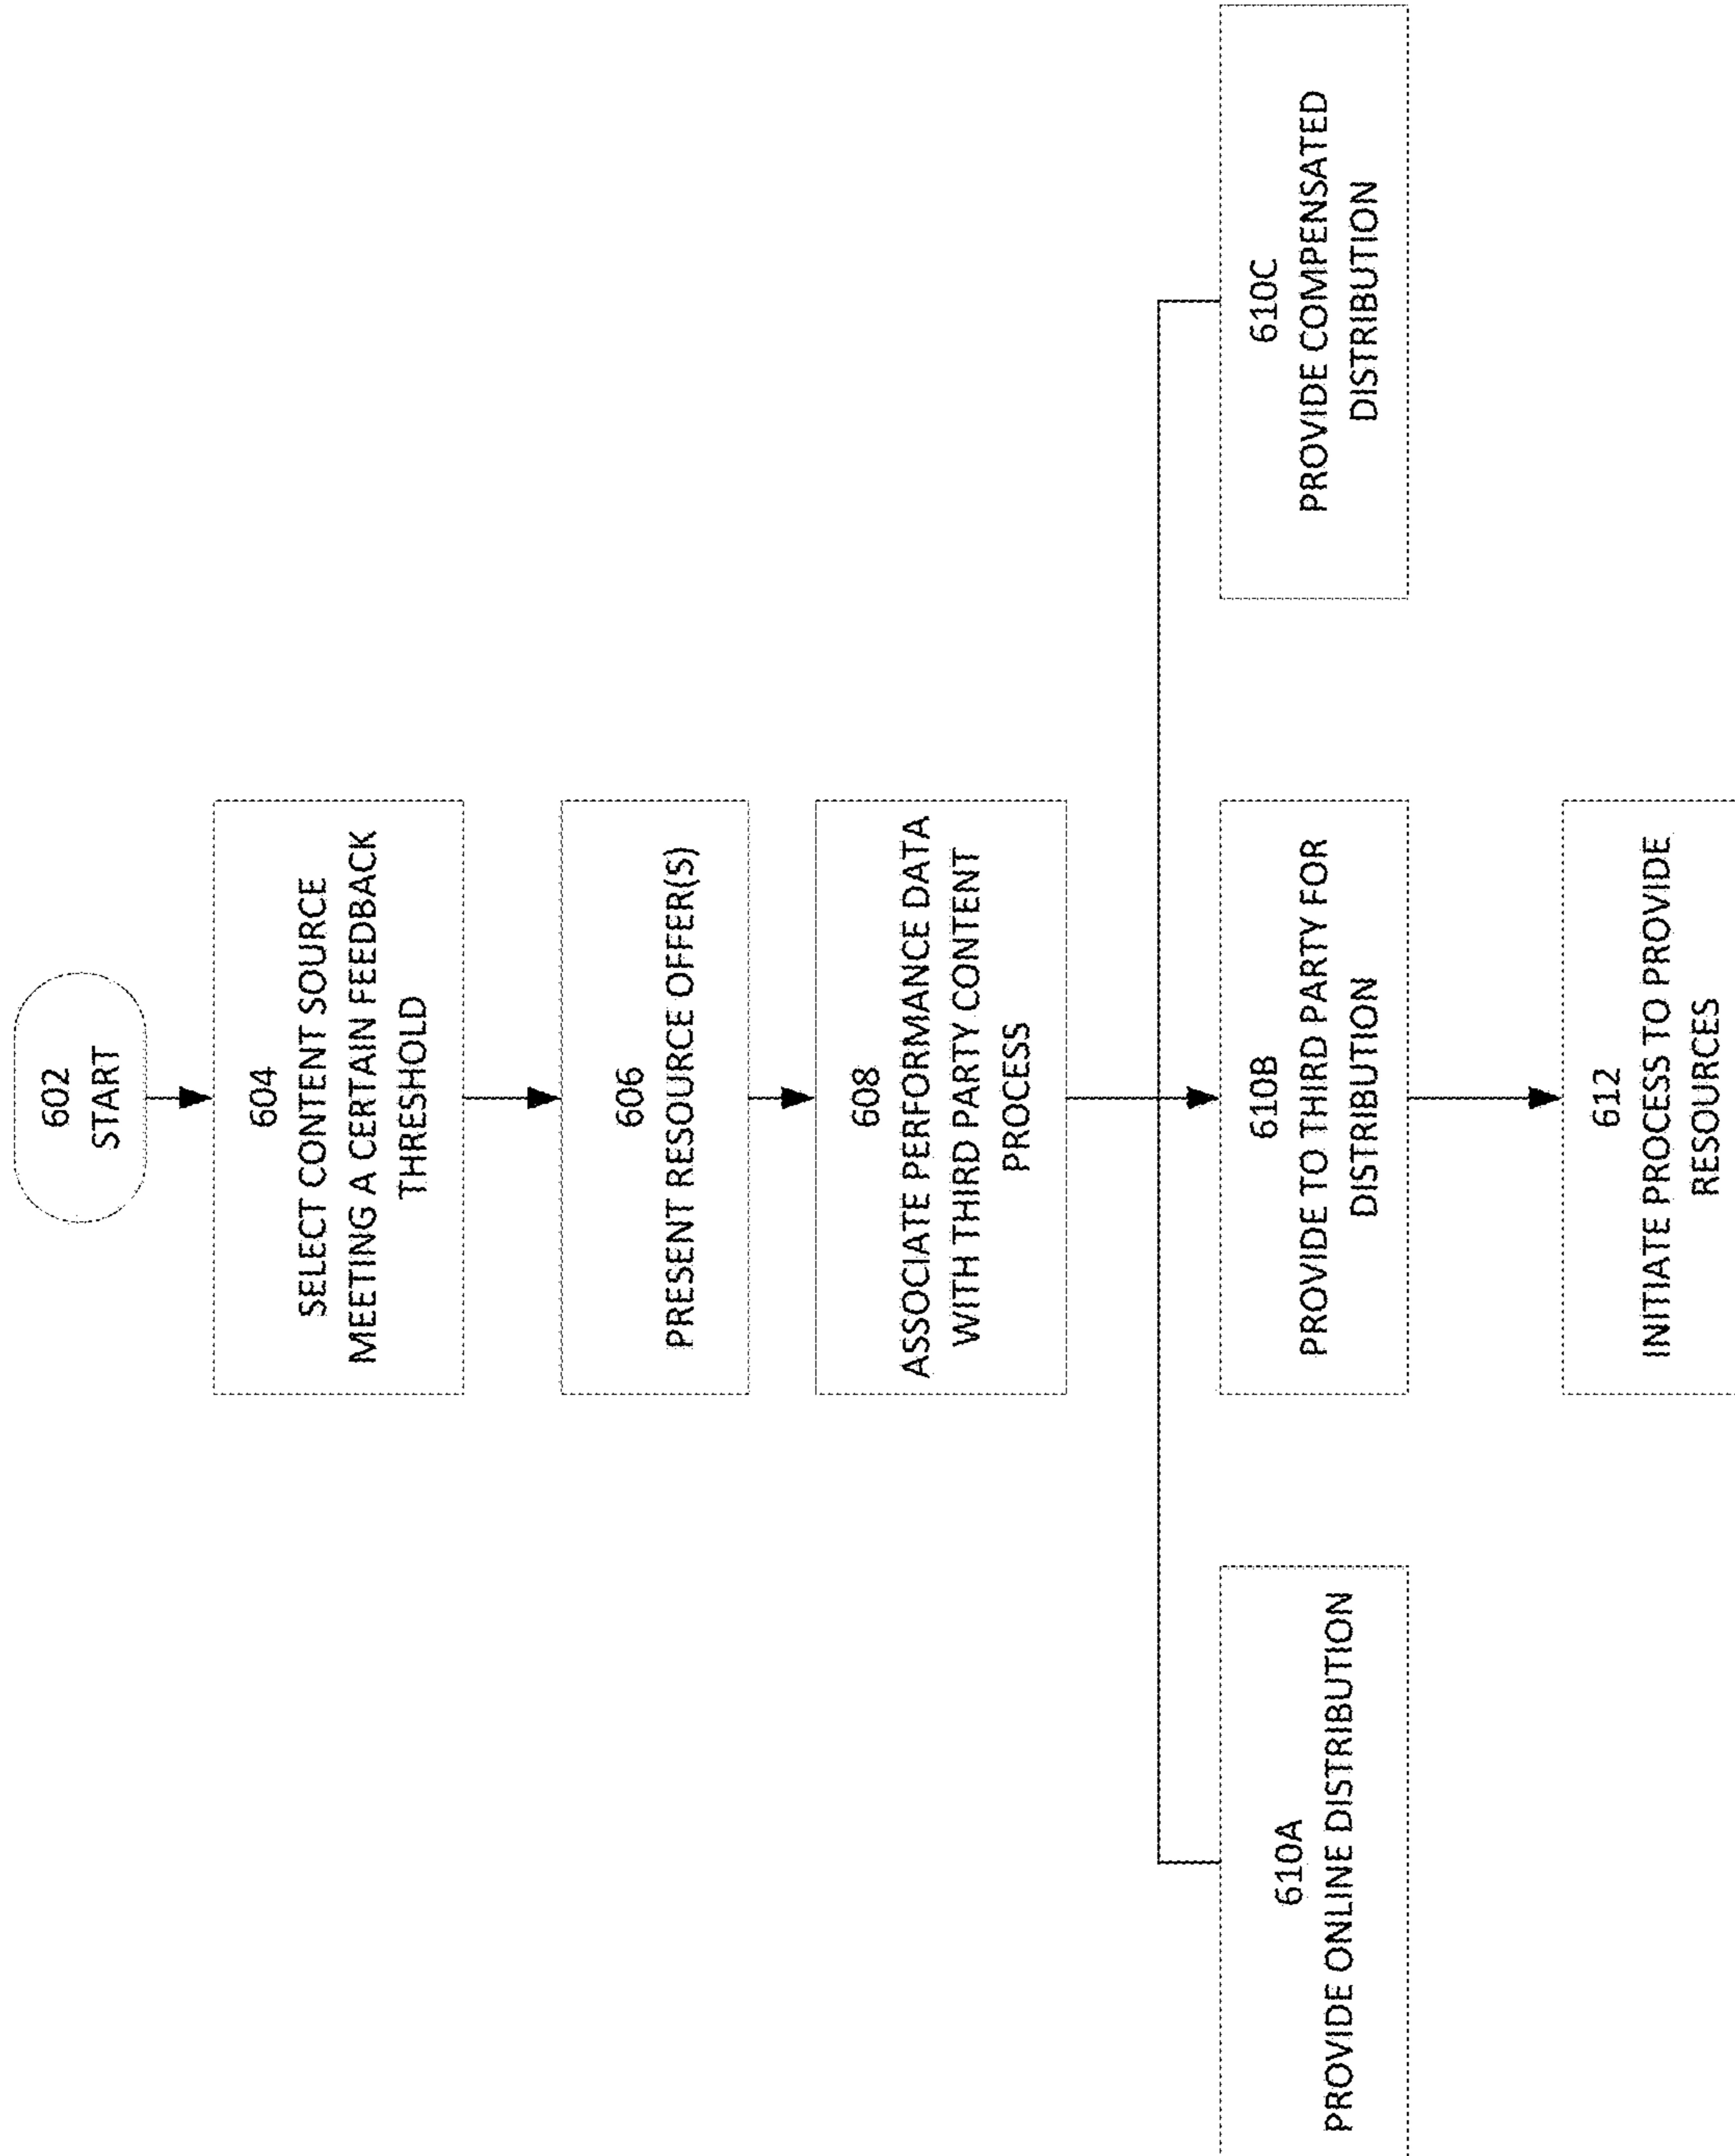 602
START
604
SELECT CONTENT SOURCE
MEETING A CERTAIN FEEDBACK
THRESHOLD
606
PRESENT RESOURCE OFFER(S)
608
ASSOCIATE PERFORMANCE DATA
WITH THIRD PARTY CONTENT
PROCESS
610A
PROVIDE ONLINE DISTRIBUTION
610B
PROVIDE TO THIRD PARTY FOR
DISTRIBUTION
610C
PROVIDE COMPENSATED
DISTRIBUTION
612
INITIATE PROCESS TO PROVIDE
RESOURCES